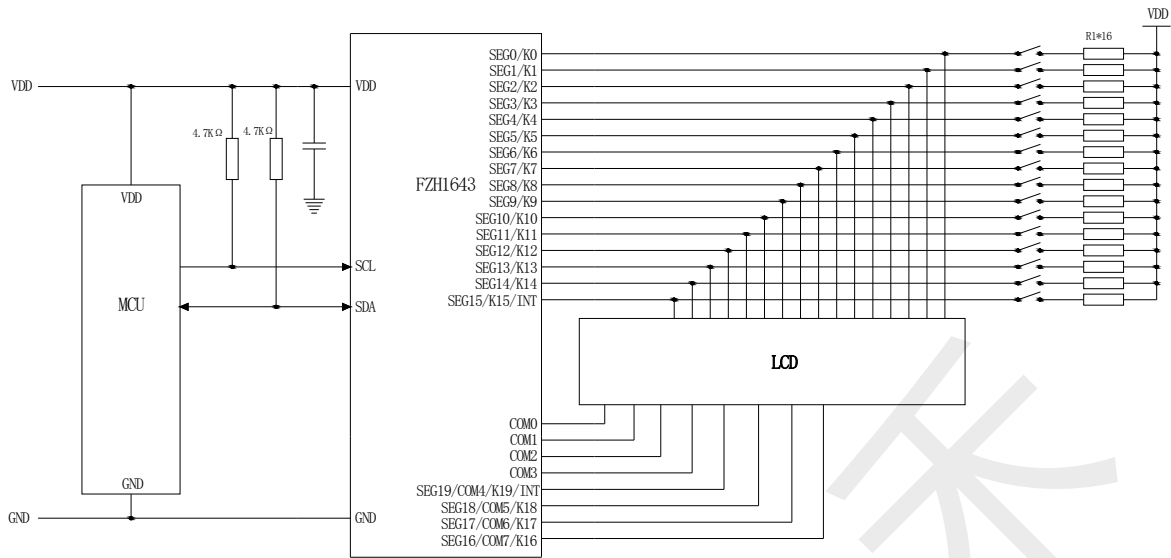 VDD
R1*16
SEG0/K0
SEG1/K1
SEG2/K2
SEG3/K3
SEG4/K4
SEG5/K5
SEG6/K6
SEG7/K7
SEG8/K8
SEG9/K9
SEG10/K10
SEG11/K11
SEG12/K12
SEG13/K13
SEG14/K14
SEG15/K15/INT
VDD
VDD
4.7KΩ
4.7KΩ
FZH1643
VDD
SCL
MCU
SDA
LCD
COM0
COM1
COM2
COM3
SEG19/COM4/K19/INT
SEG18/COM5/K18
SEG17/COM6/K17
SEG16/COM7/K16
GND
GND
GND